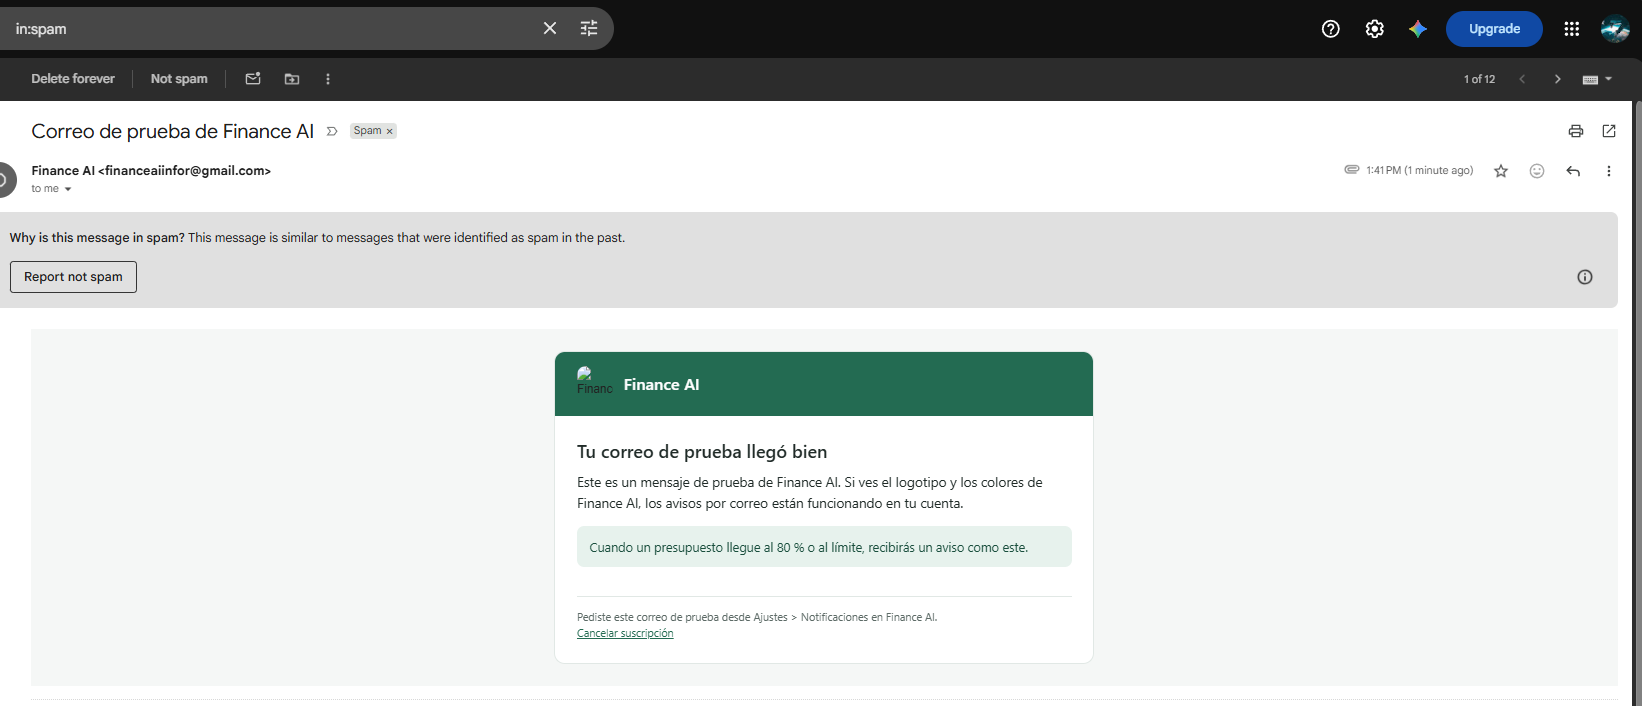 in:spam
Upgrade
Delete forever
Not spam
1 of 12
Correo de prueba de Finance AI
Spam ×
Finance AI <financeaiinfor@gmail.com>
1:41 PM (1 minute ago)
to me
Why is this message in spam? This message is similar to messages that were identified as spam in the past.
Report not spam
Financ
Finance AI
Tu correo de prueba llegó bien
Este es un mensaje de prueba de Finance AI. Si ves el logotipo y los colores de
Finance AI, los avisos por correo están funcionando en tu cuenta.
Cuando un presupuesto llegue al 80 % o al límite, recibirás un aviso como este.
Pediste este correo de prueba desde Ajustes > Notificaciones en Finance AI.
Cancelar suscripción